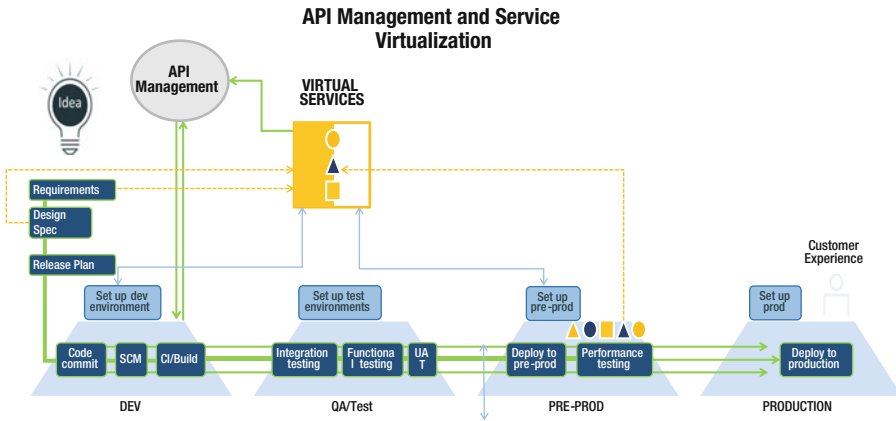 API Management and Service
Virtualization
API
Management
VIRTUAL
SERVICES
Idea
Requirements
Design
Spec
Release Plan
Customer
Experience
Set up dev
environment
Set up test
environments
Set up
pre-prod
Set up
prod
Code
commit
SCM
CI/Build
Integration
testing
Functiona
l testing
UA
T
Deploy to
pre-prod
Performance
testing
Deploy to
production
DEV
QA/Test
PRE-PROD
PRODUCTION